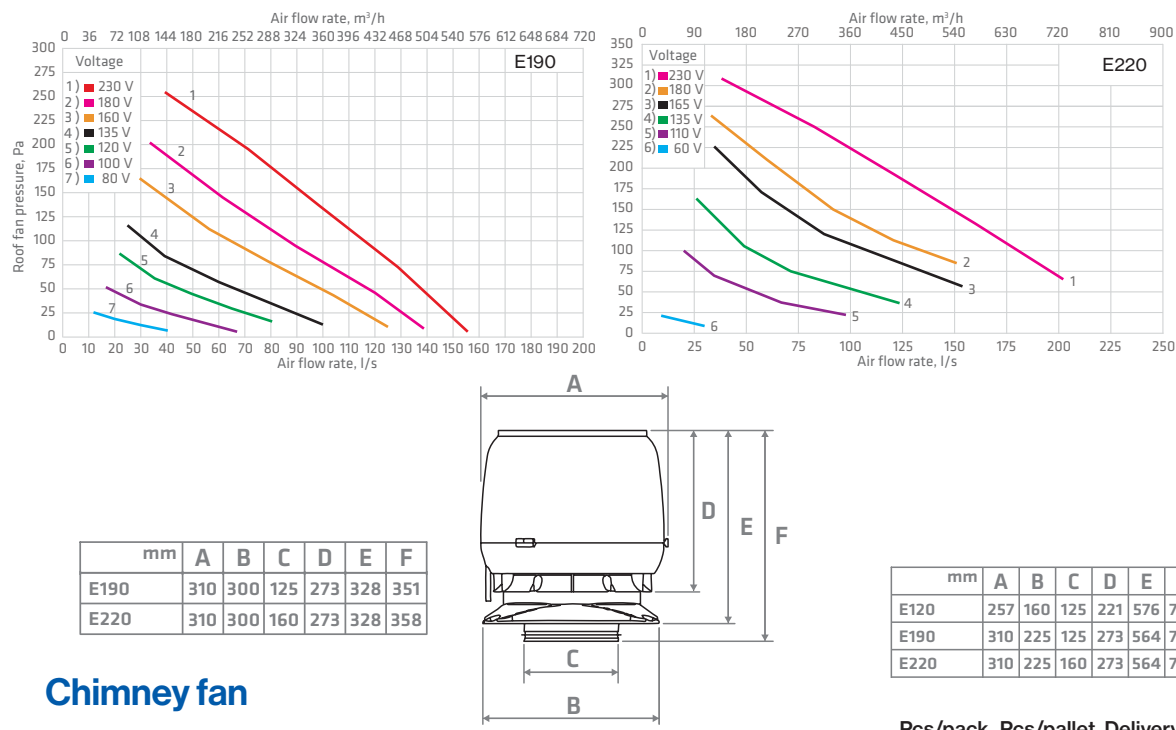 Air flow rate, m³/h
0 36 72 108 144 180 216 252 288 324 360 396 432 468 504 540 576 612 648 684 720
E190
Roof fan pressure, Pa
300
275
250
225
200
175
150
125
100
75
50
25
0
Voltage
1) 230 V
2) 180 V
3) 160 V
4) 135 V
5) 120 V
6) 100 V
7) 80 V
1
2
3
4
5
6
7
0 10 20 30 40 50 60 70 80 90 100 110 120 130 140 150 160 170 180 190 200
Air flow rate, l/s
Air flow rate, m³/h
0 90 180 270 360 450 540 630 720 810 900
E220
350
325
300
275
250
225
200
175
150
125
100
75
50
25
0
Voltage
1) 230 V
2) 180 V
3) 165 V
4) 135 V
5) 110 V
6) 60 V
1
2
3
4
5
6
0 25 50 75 100 125 150 175 200 225 250
Air flow rate, l/s
A
D
E
F
C
B
mm A B C D E F
E190 310 300 125 273 328 351
E220 310 300 160 273 328 358
mm A B C D E
E120 257 160 125 221 576 7
E190 310 225 125 273 564 7
E220 310 225 160 273 564 7
Chimney fan
Pcs/pack Pcs/pallet Delivery